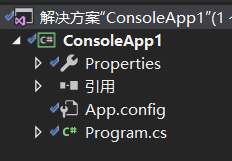 解决方案"ConsoleApp1"(1
C# ConsoleApp1
Properties
引用
App.config
C# Program.cs